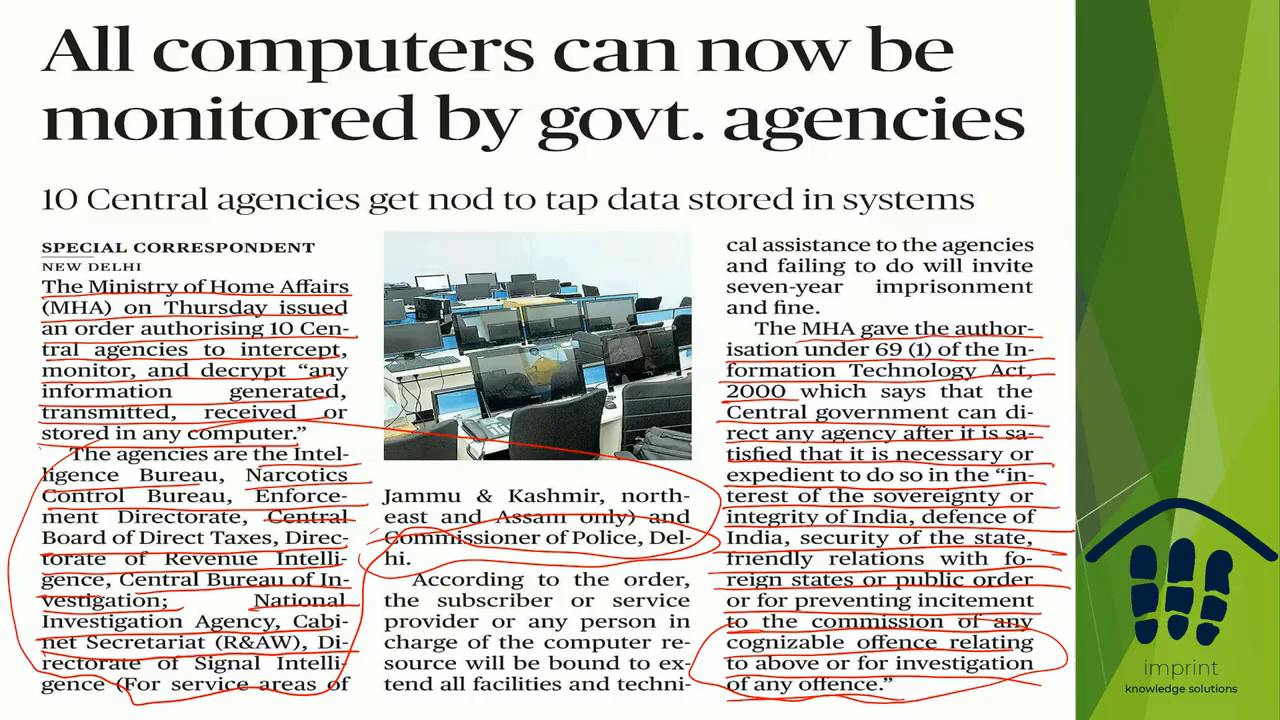 All computers can now be
monitored by govt. agencies
10 Central agencies get nod to tap data stored in systems
SPECIAL CORRESPONDENT
NEW DELHI
The Ministry of Home Affairs
(MHA) on Thursday issued
an order authorising 10 Cen-
tral agencies to intercept,
monitor, and decrypt “any
information generated,
transmitted, received or
stored in any computer.”
The agencies are the Intel-
ligence Bureau, Narcotics
Control Bureau, Enforce-
ment Directorate, Central
Board of Direct Taxes, Direc-
torate of Revenue Intelli-
gence, Central Bureau of In-
vestigation; National
Investigation Agency, Cabi-
net Secretariat (R&AW), Di-
rectorate of Signal Intelli-
gence (For service areas of
Jammu & Kashmir, north-
east and Assam only) and
Commissioner of Police, Del-
hi.
According to the order,
the subscriber or service
provider or any person in
charge of the computer re-
source will be bound to ex-
tend all facilities and techni-
cal assistance to the agencies
and failing to do will invite
seven-year imprisonment
and fine.
The MHA gave the author-
isation under 69 (1) of the In-
formation Technology Act,
2000 which says that the
Central government can di-
rect any agency after it is sa-
tisfied that it is necessary or
expedient to do so in the “in-
terest of the sovereignty or
integrity of India, defence of
India, security of the state,
friendly relations with fo-
reign states or public order
or for preventing incitement
to the commission of any
cognizable offence relating
to above or for investigation
of any offence.”
imprint
knowledge solutions